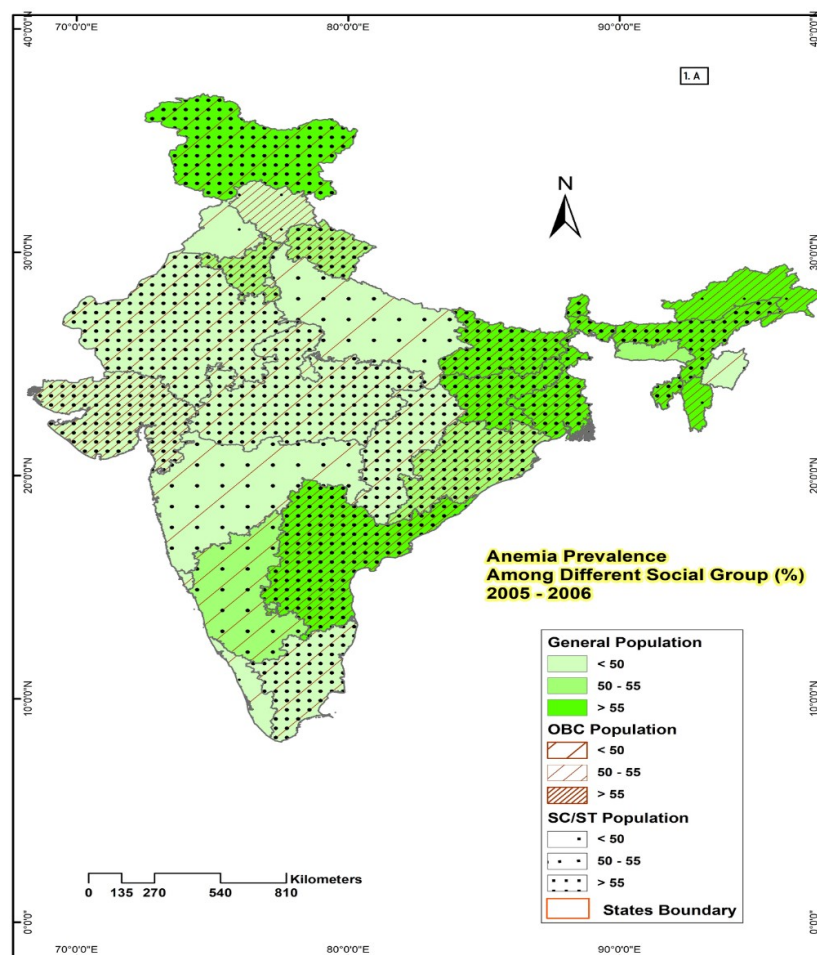 70°0'0"E 80°0'0"E 90°0'0"E
40°0'0"N 40°0'0"N
1. A
N
30°0'0"N 30°0'0"N
20°0'0"N 20°0'0"N
Anemia Prevalence
Among Different Social Group (%)
2005 - 2006
General Population
< 50
50 - 55
> 55
10°0'0"N 10°0'0"N
OBC Population
< 50
50 - 55
> 55
SC/ST Population
< 50
50 - 55
> 55
States Boundary
Kilometers
0 135 270 540 810
0°0'0" 0°0'0"
70°0'0"E 80°0'0"E 90°0'0"E